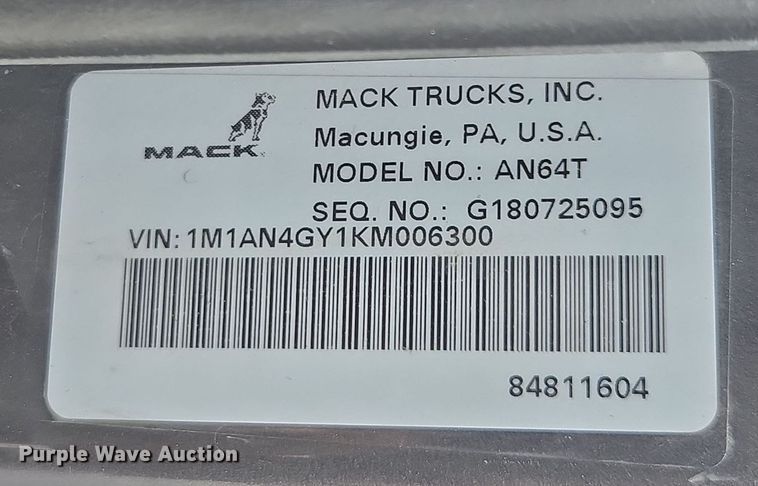 MACK
MACK TRUCKS, INC.
Macungie, PA, U.S.A.
MODEL NO.: AN64T
SEQ. NO.: G180725095
VIN: 1M1AN4GY1KM006300
84811604
Purple Wave Auction